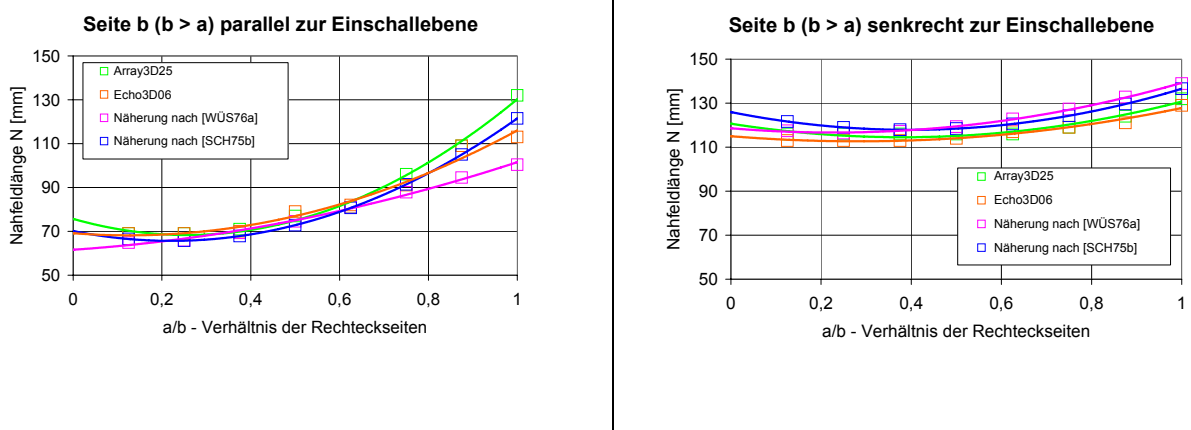 Seite b (b > a) parallel zur Einschallebene
150
130
110
90
70
50
Nahfeldlänge N [mm]
Array3D25
Echo3D06
Näherung nach [WÜS76a]
Näherung nach [SCH75b]
0 0,2 0,4 0,6 0,8 1
a/b - Verhältnis der Rechteckseiten
Seite b (b > a) senkrecht zur Einschallebene
150
130
110
90
70
50
Nahfeldlänge N [mm]
Array3D25
Echo3D06
Näherung nach [WÜS76a]
Näherung nach [SCH75b]
0 0,2 0,4 0,6 0,8 1
a/b - Verhältnis der Rechteckseiten